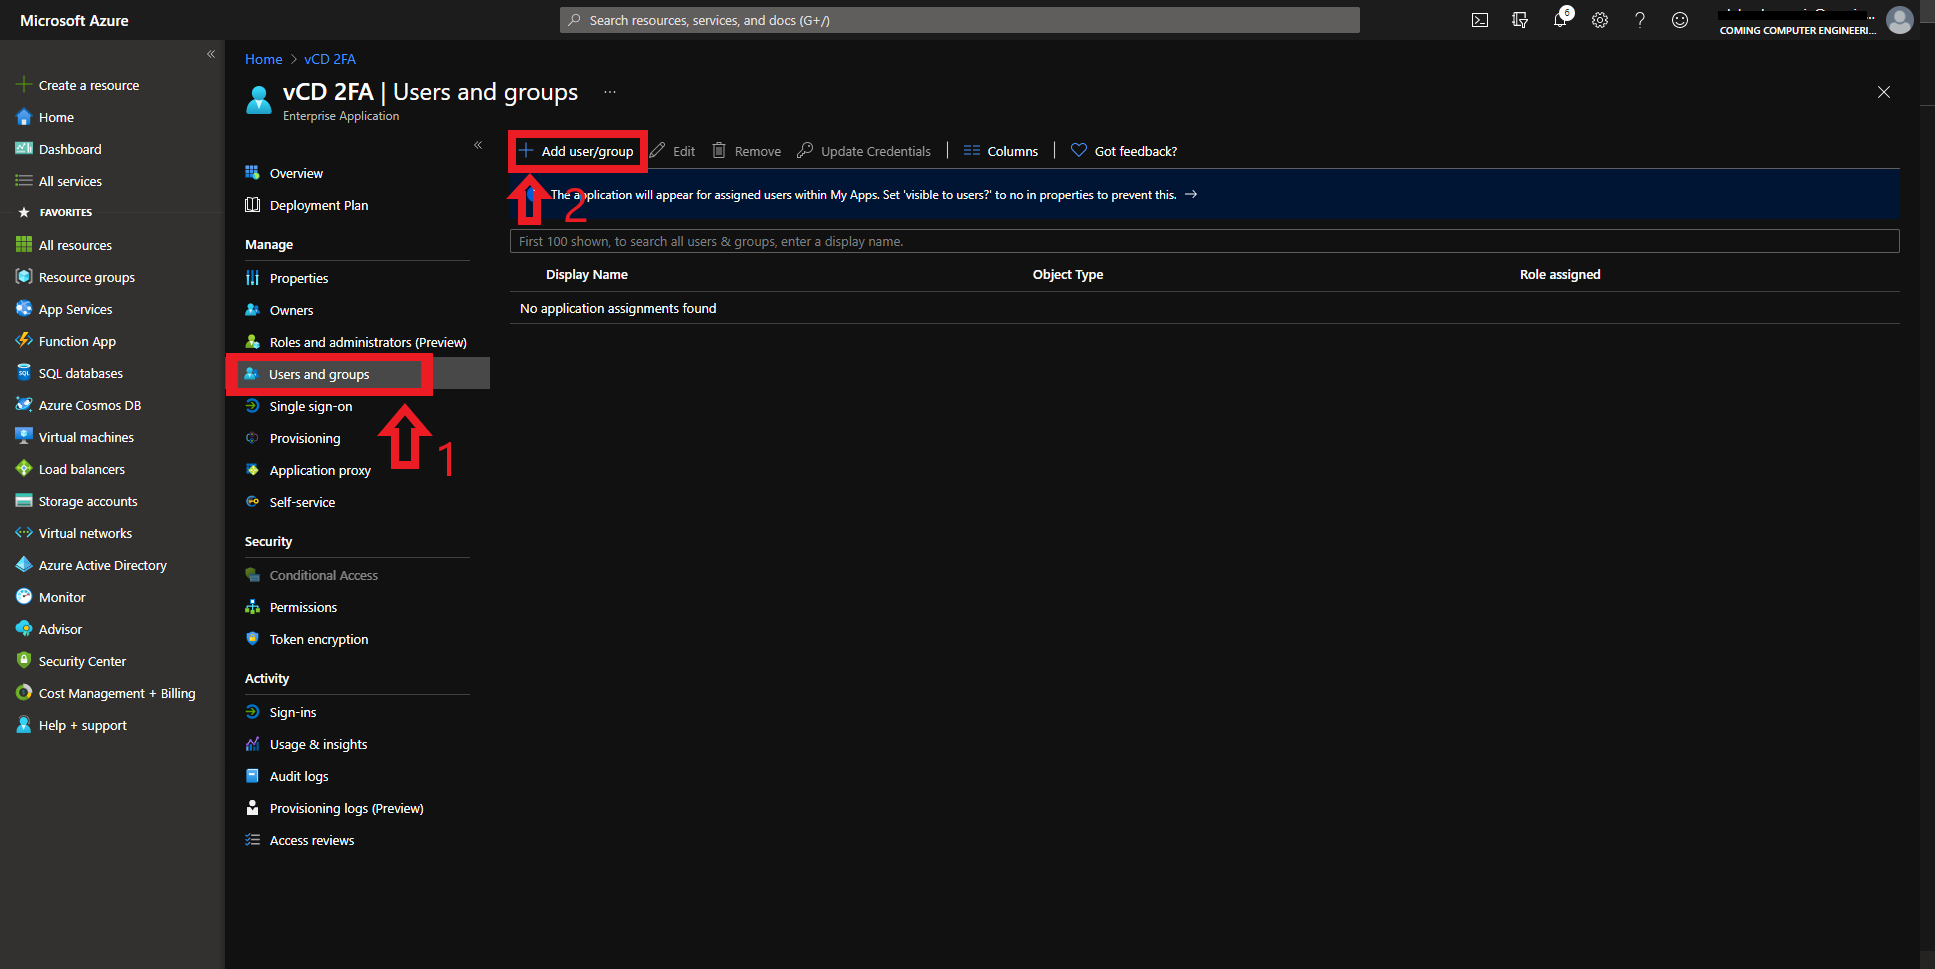 Microsoft Azure
Search resources, services, and docs (G+/)
6
COMING COMPUTER ENGINEERI...
Create a resource
Home
Dashboard
All services
FAVORITES
All resources
Resource groups
App Services
Function App
SQL databases
Azure Cosmos DB
Virtual machines
Load balancers
Storage accounts
Virtual networks
Azure Active Directory
Monitor
Advisor
Security Center
Cost Management + Billing
Help + support
Home > vCD 2FA
vCD 2FA | Users and groups ...
Enterprise Application
Overview
Deployment Plan
Manage
Properties
Owners
Roles and administrators (Preview)
Users and groups
Single sign-on
Provisioning
1
Application proxy
Self-service
Security
Conditional Access
Permissions
Token encryption
Activity
Sign-ins
Usage & insights
Audit logs
Provisioning logs (Preview)
Access reviews
Add user/group Edit Remove Update Credentials | Columns | Got feedback?
The application will appear for assigned users within My Apps. Set 'visible to users?' to no in properties to prevent this. →
2
First 100 shown, to search all users & groups, enter a display name.
Display Name Object Type Role assigned
No application assignments found